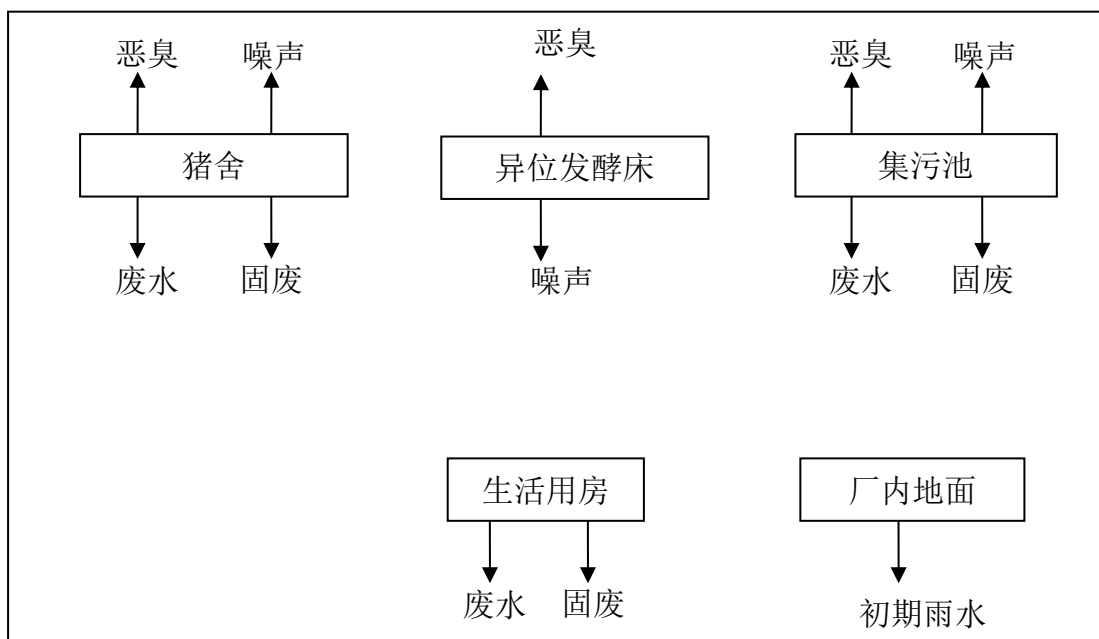 恶臭 噪声 恶臭 恶臭 噪声
猪舍 异位发酵床 集污池
废水 固废 噪声 废水 固废
生活用房 厂内地面
废水 固废 初期雨水